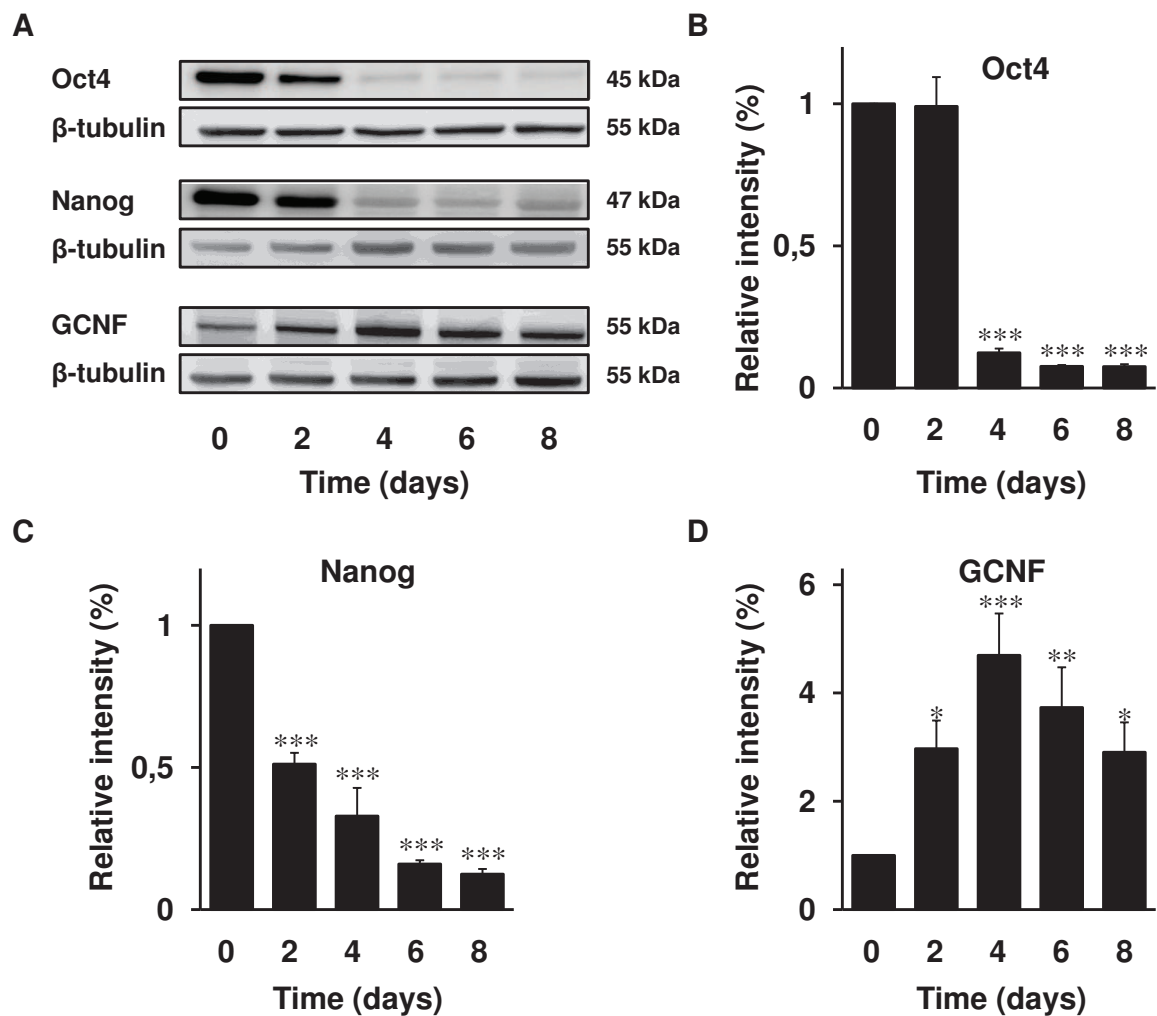 A
Oct4 45 kDa
β-tubulin 55 kDa
Nanog 47 kDa
β-tubulin 55 kDa
GCNF 55 kDa
β-tubulin 55 kDa
0 2 4 6 8
Time (days)
B
Oct4
Relative intensity (%)
1
0,5
0
*** *** ***
0 2 4 6 8
Time (days)
C
Nanog
Relative intensity (%)
1
0,5
0
*** *** *** ***
0 2 4 6 8
Time (days)
D
GCNF
Relative intensity (%)
6
4
2
0
* *** ** *
0 2 4 6 8
Time (days)